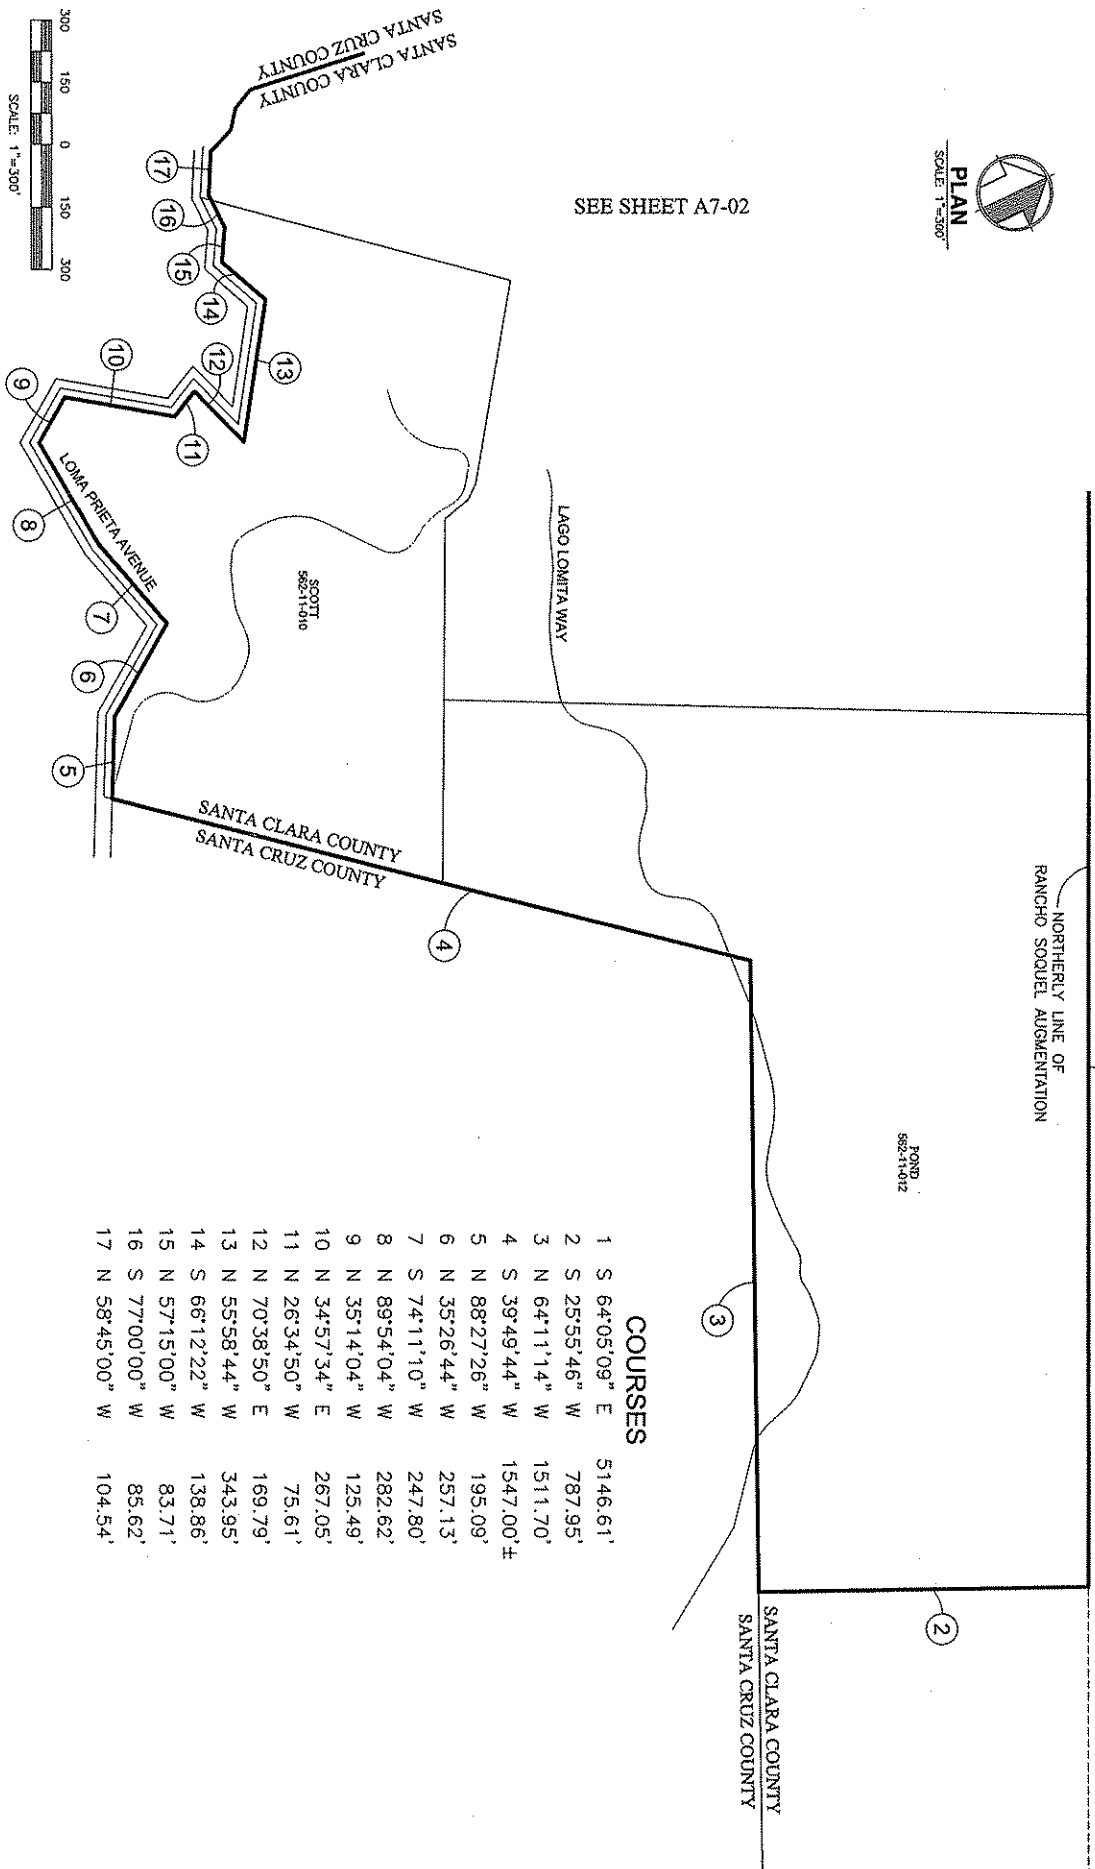 PLAN
SCALE: 1"=300'
SEE SHEET A7-02
NORTHERLY LINE OF
RANCHO SOQUEL AUGMENTATION
POND
562-11-012
LAGO LOMITA WAY
SCOTT
562-11-010
LOMA PRIETA AVENUE
SANTA CLARA COUNTY
SANTA CRUZ COUNTY
SANTA CLARA COUNTY
SANTA CRUZ COUNTY
SANTA CRUZ COUNTY
SANTA CLARA COUNTY
2
3
4
5
6
7
8
9
10
11
12
13
14
15
16
17
COURSES
1 S 64°05'09" E 5146.61'
2 S 25°55'46" W 787.95'
3 N 64°11'14" W 1511.70'
4 S 39°49'44" W 1547.00'±
5 N 88°27'26" W 195.09'
6 N 35°26'44" W 257.13'
7 S 74°11'10" W 247.80'
8 N 89°54'04" W 282.62'
9 N 35°14'04" W 125.49'
10 N 34°57'34" E 267.05'
11 N 26°34'50" W 75.61'
12 N 70°38'50" E 169.79'
13 N 55°58'44" W 343.95'
14 S 66°12'22" W 138.86'
15 N 57°15'00" W 83.71'
16 S 77°00'00" W 85.62'
17 N 58°45'00" W 104.54'
300 150 0 150 300
SCALE: 1"=300'